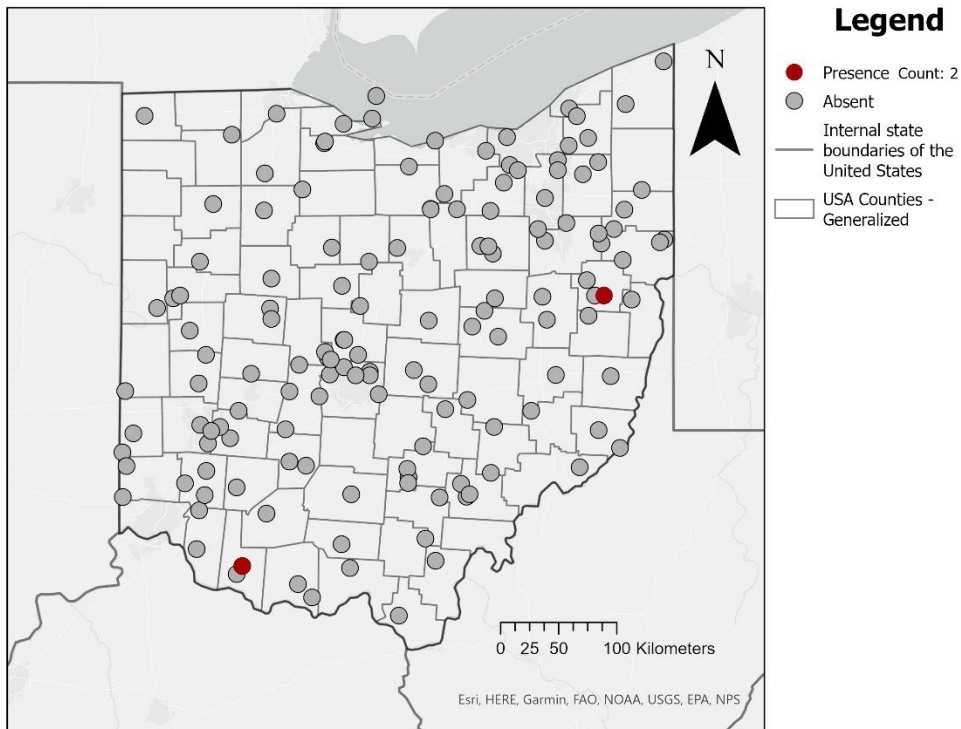 Legend
N
Presence Count: 2
Absent
Internal state
boundaries of the
United States
USA Counties -
Generalized
0 25 50 100 Kilometers
Esri, HERE, Garmin, FAO, NOAA, USGS, EPA, NPS